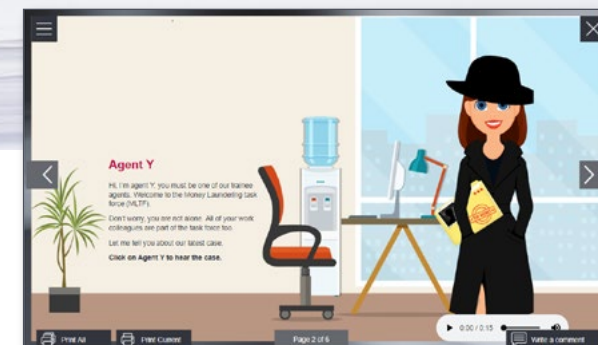 Agent Y
Hi, I'm agent Y, you must be one of our trainee
agents. Welcome to the Money Laundering task
force (MLTF).
Don't worry, you are not alone. All of your work
colleagues are part of the task force too.
Let me tell you about our latest case.
Click on Agent Y to hear the case.
0:00 / 0:15
Print All
Print Current
Page 2 of 6
Write a comment